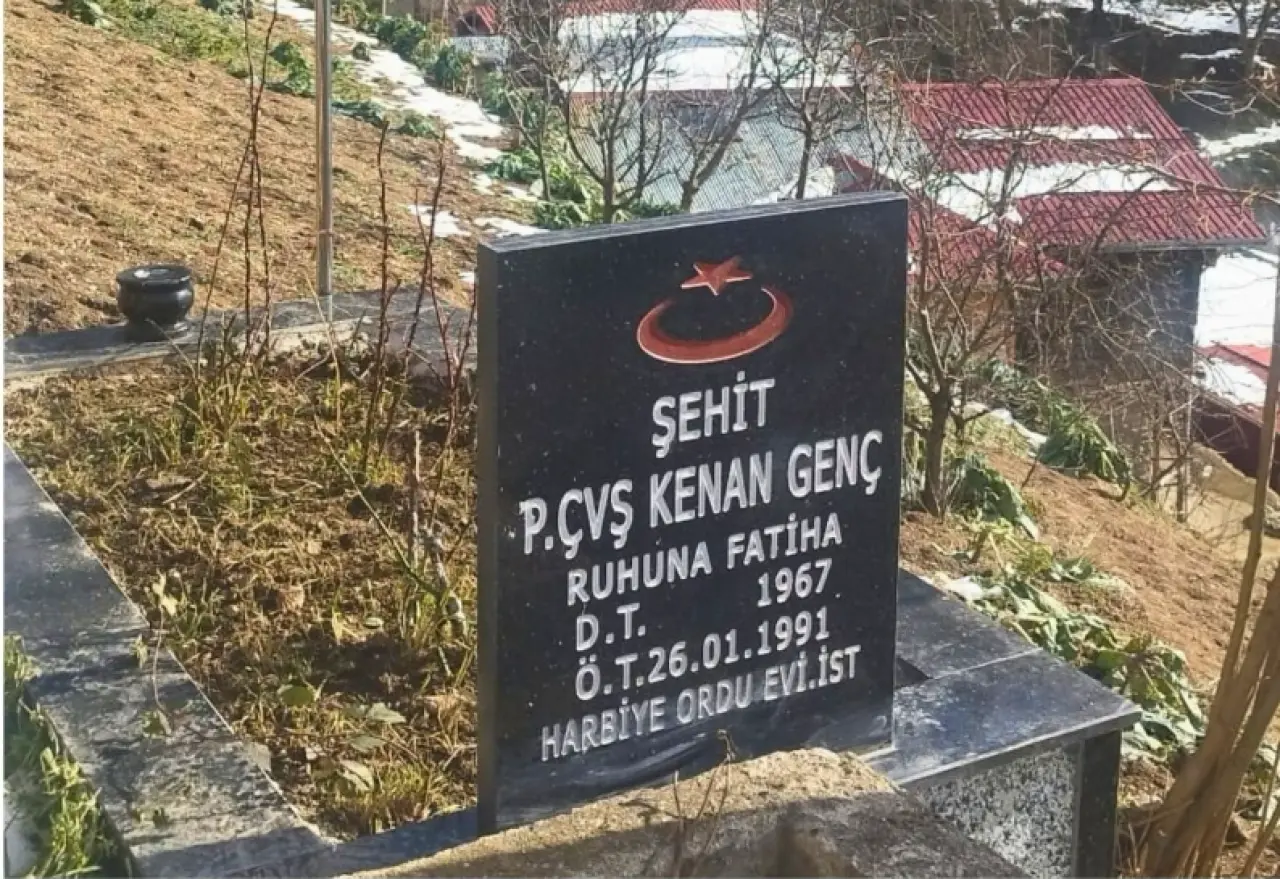 ŞEHİT
P.ÇVŞ KENAN GENÇ
RUHUNA FATİHA
D.T. 1967
Ö.T.26.01.1991
HARBİYE ORDU EVİ.İST